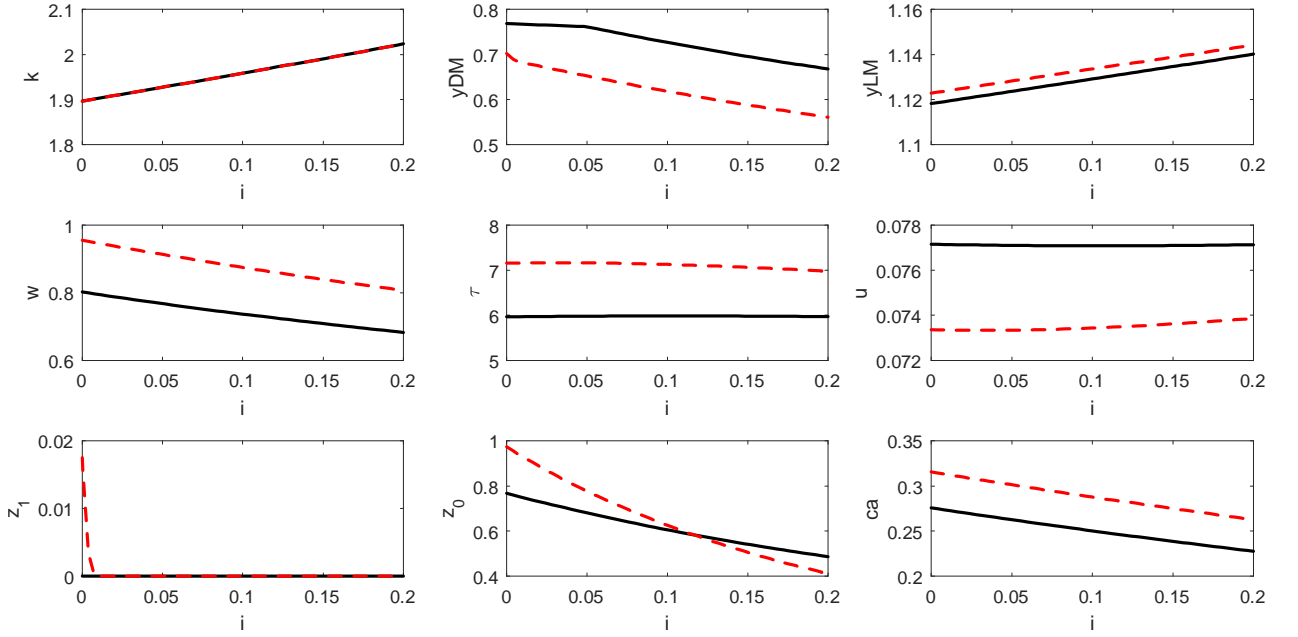 2.1
2
1.9
1.8
k
0 0.05 0.1 0.15 0.2
i
0.8
0.7
0.6
0.5
yDM
0 0.05 0.1 0.15 0.2
i
1.16
1.14
1.12
1.1
yLM
0 0.05 0.1 0.15 0.2
i
1
0.8
0.6
w
0 0.05 0.1 0.15 0.2
i
8
7
6
5
τ
0 0.05 0.1 0.15 0.2
i
0.078
0.076
0.074
0.072
u
0 0.05 0.1 0.15 0.2
i
0.02
0.01
0
z₁
0 0.05 0.1 0.15 0.2
i
1
0.8
0.6
0.4
z₀
0 0.05 0.1 0.15 0.2
i
0.35
0.3
0.25
0.2
ca
0 0.05 0.1 0.15 0.2
i